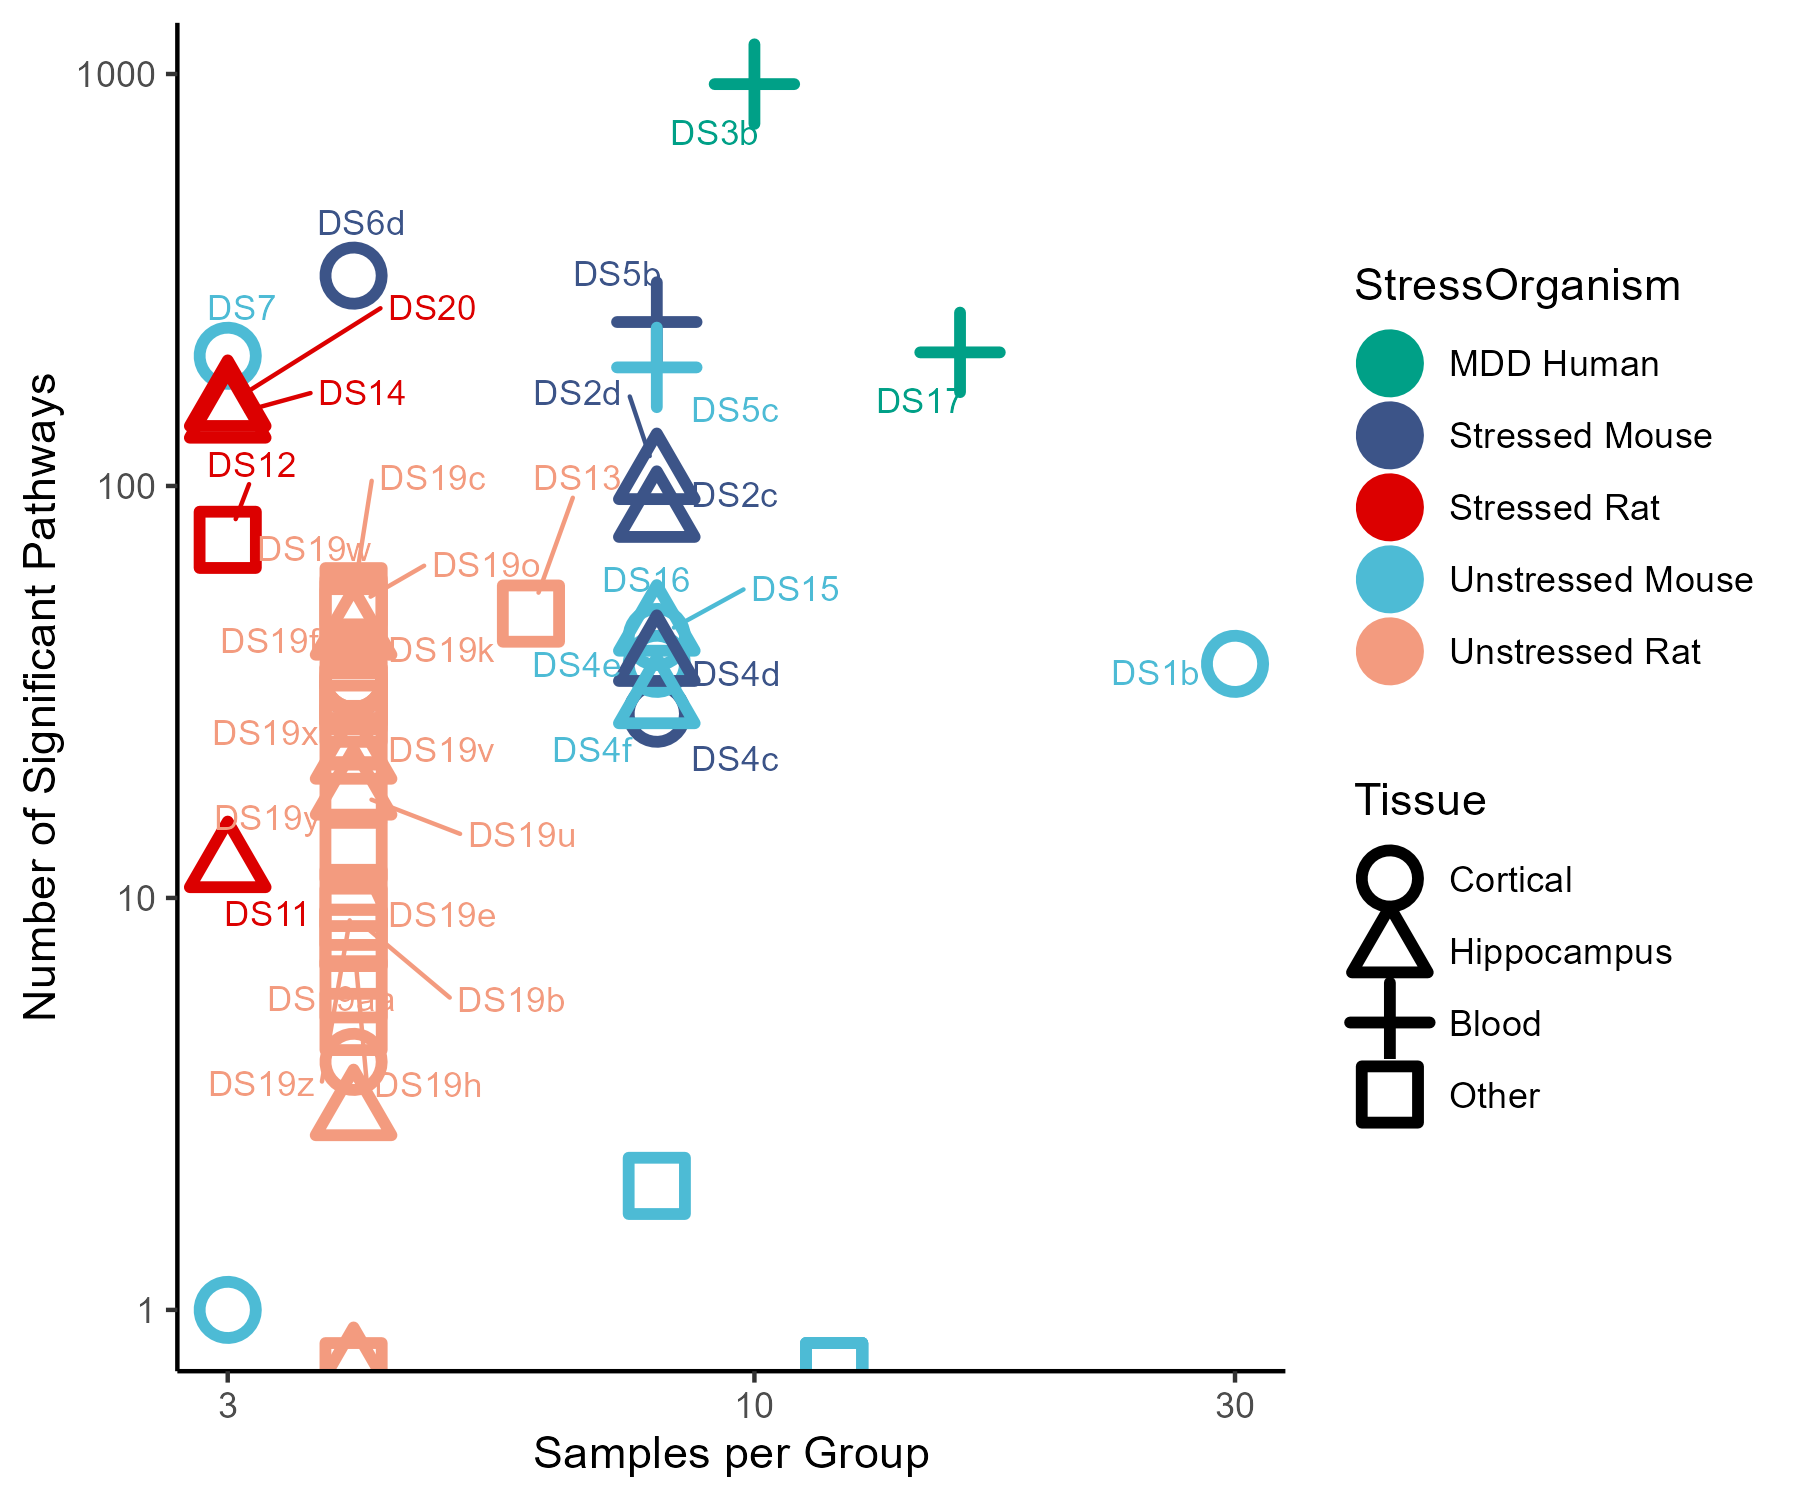 1000
DS3b
DS6d
DS5b
DS7
DS20
DS14
DS2d
DS5c
DS17
DS12
DS19c
DS13
DS2c
100
DS19w
DS19o
DS16
DS15
DS19f
DS19k
DS4e
DS4d
DS1b
DS19x
DS19v
DS4f
DS4c
DS19y
DS19u
10
DS11
DS19e
DS19aa
DS19b
DS19z
DS19h
1
3
10
30
Samples per Group
Number of Significant Pathways
StressOrganism
MDD Human
Stressed Mouse
Stressed Rat
Unstressed Mouse
Unstressed Rat
Tissue
Cortical
Hippocampus
Blood
Other